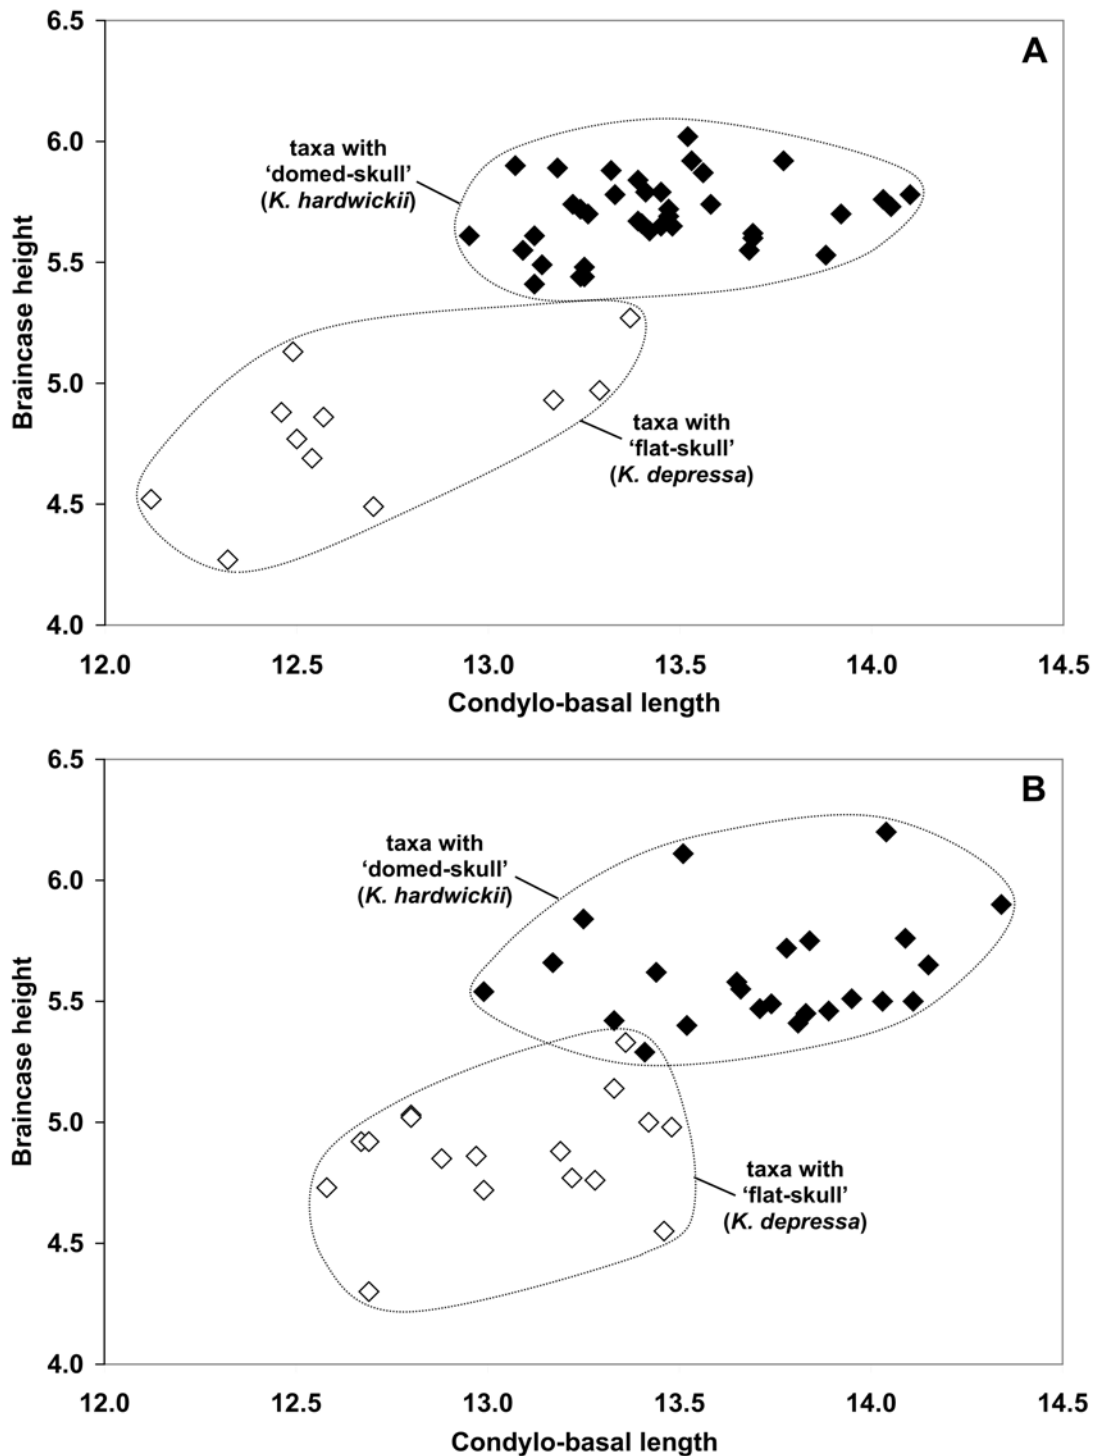 A
6.5
6.0
5.5
5.0
4.5
4.0
Braincase height
taxa with
‘domed-skull’
(K. hardwickii)
taxa with
‘flat-skull’
(K. depressa)
12.0 12.5 13.0 13.5 14.0 14.5
Condylo-basal length
B
6.5
6.0
5.5
5.0
4.5
4.0
Braincase height
taxa with
‘domed-skull’
(K. hardwickii)
taxa with
‘flat-skull’
(K. depressa)
12.0 12.5 13.0 13.5 14.0 14.5
Condylo-basal length